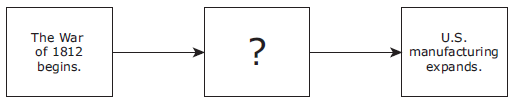 The War
of 1812
begins.
?
U.S.
manufacturing
expands.